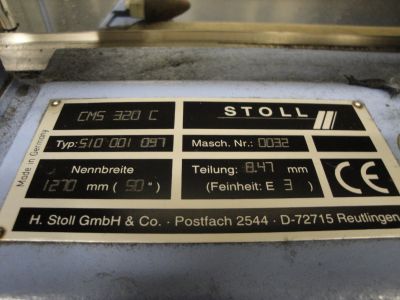 CMS 320 C
STOLL
Typ: 510 001 097
Masch. Nr.: 0032
Made in Germany
Nennbreite
1270 mm ( 50" )
Teilung: 8.47 mm
(Feinheit: E 3 )
CE
H. Stoll GmbH & Co. · Postfach 2544 · D-72715 Reutlingen